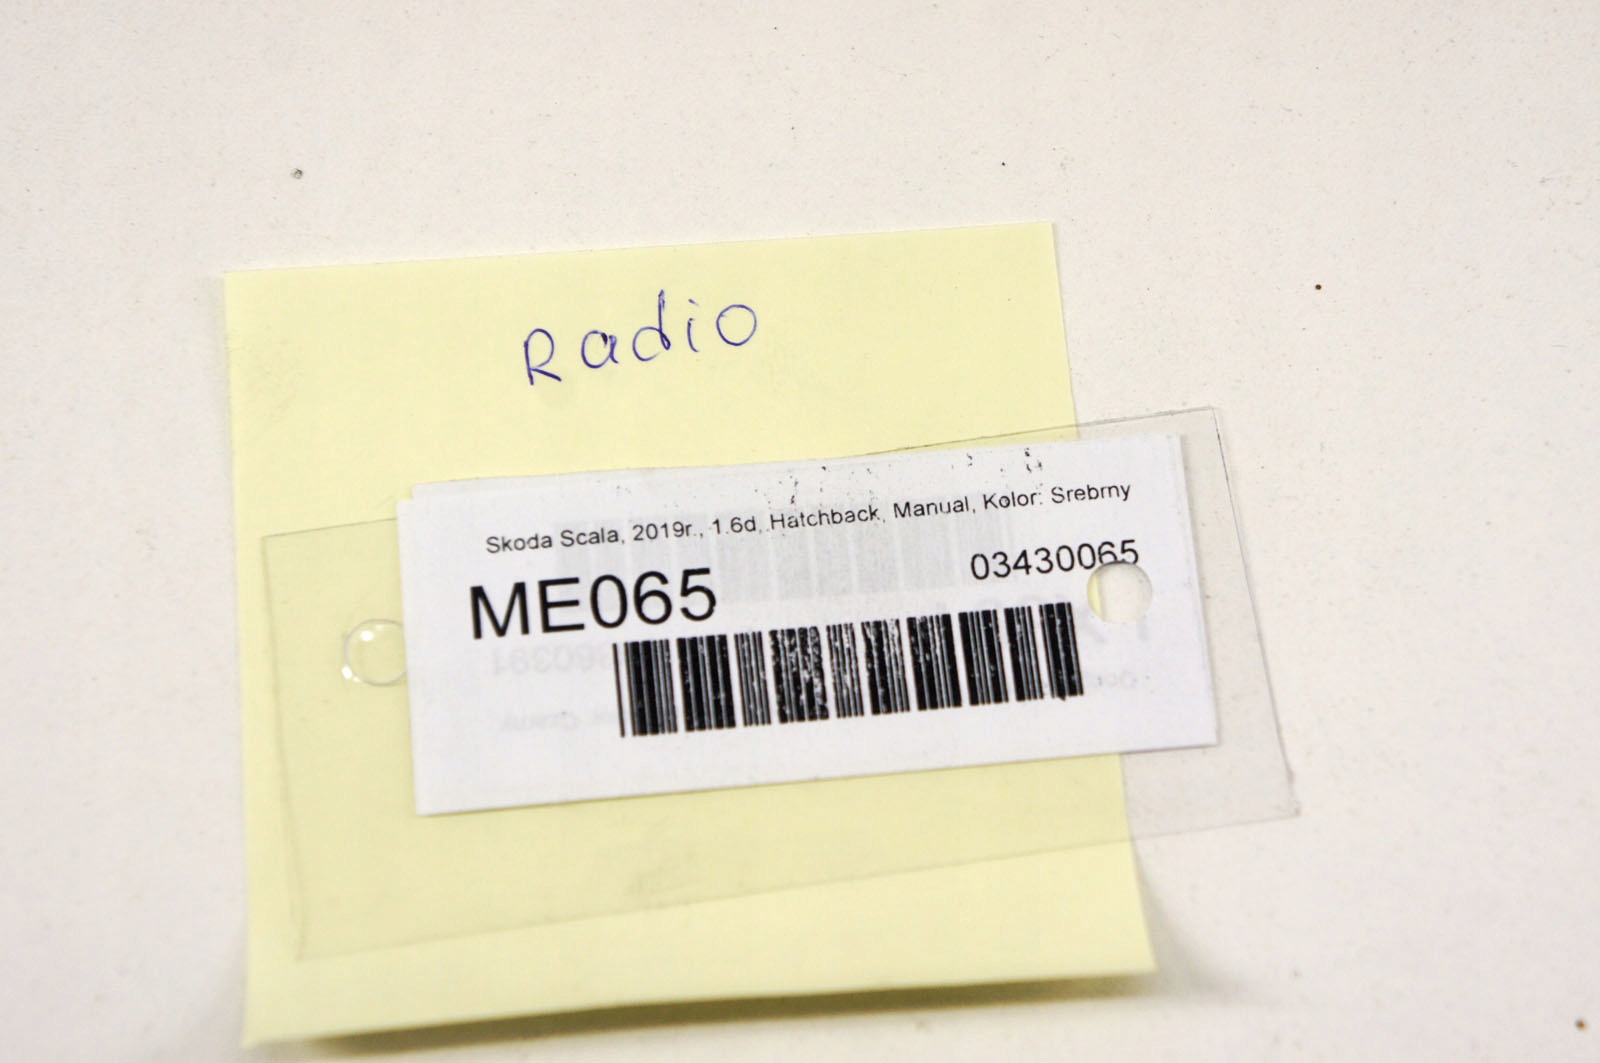 Radio
Skoda Scala, 2019r., 1.6d, Hatchback, Manual, Kolor: Srebrny
03430065
ME065